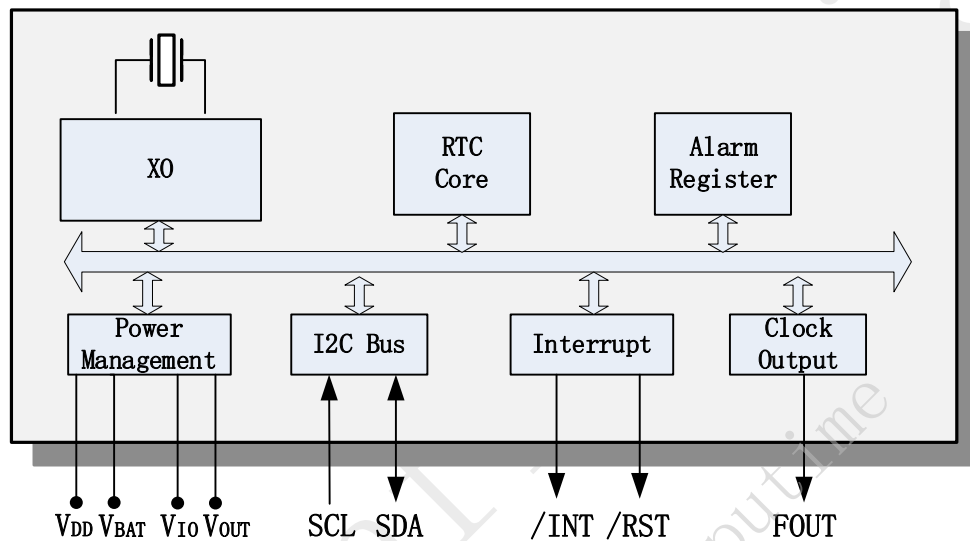 XO
RTC
Core
Alarm
Register
Power
Management
I2C Bus
Interrupt
Clock
Output
VDD VBAT VIO VOUT SCL SDA /INT /RST FOUT